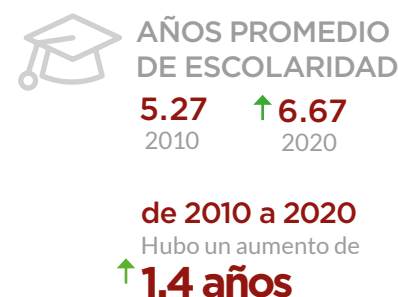 AÑOS PROMEDIO
DE ESCOLARIDAD
5.27 6.67
2010 2020
de 2010 a 2020
Hubo un aumento de
1.4 años